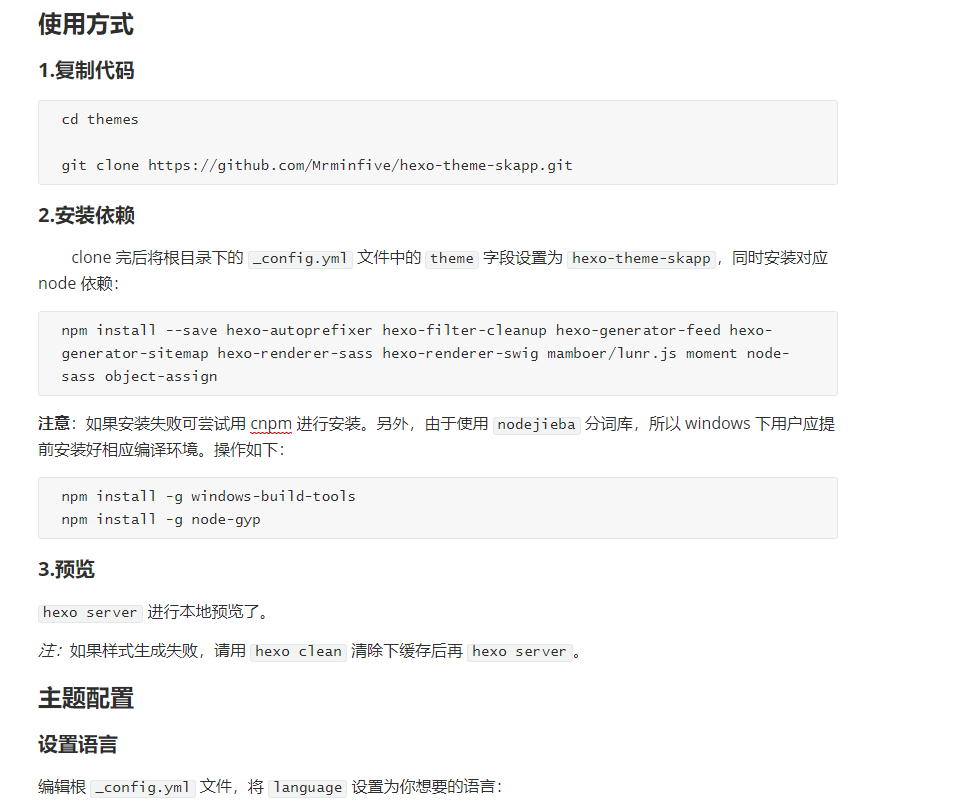 使用方式
1.复制代码
cd themes
git clone https://github.com/Mrminfive/hexo-theme-skapp.git
2.安装依赖
clone 完后将根目录下的 _config.yml 文件中的 theme 字段设置为 hexo-theme-skapp，同时安装对应
node 依赖：
npm install --save hexo-autoprefixer hexo-filter-cleanup hexo-generator-feed hexo-
generator-sitemap hexo-renderer-sass hexo-renderer-swig mamboer/lunr.js moment node-
sass object-assign
注意：如果安装失败可尝试用 cnpm 进行安装。另外，由于使用 nodejieba 分词库，所以 windows 下用户应提
前安装好相应编译环境。操作如下：
npm install -g windows-build-tools
npm install -g node-gyp
3.预览
hexo server 进行本地预览了。
注：如果样式生成失败，请用 hexo clean 清除下缓存后再 hexo server 。
主题配置
设置语言
编辑根 _config.yml 文件，将 language 设置为你想要的语言：